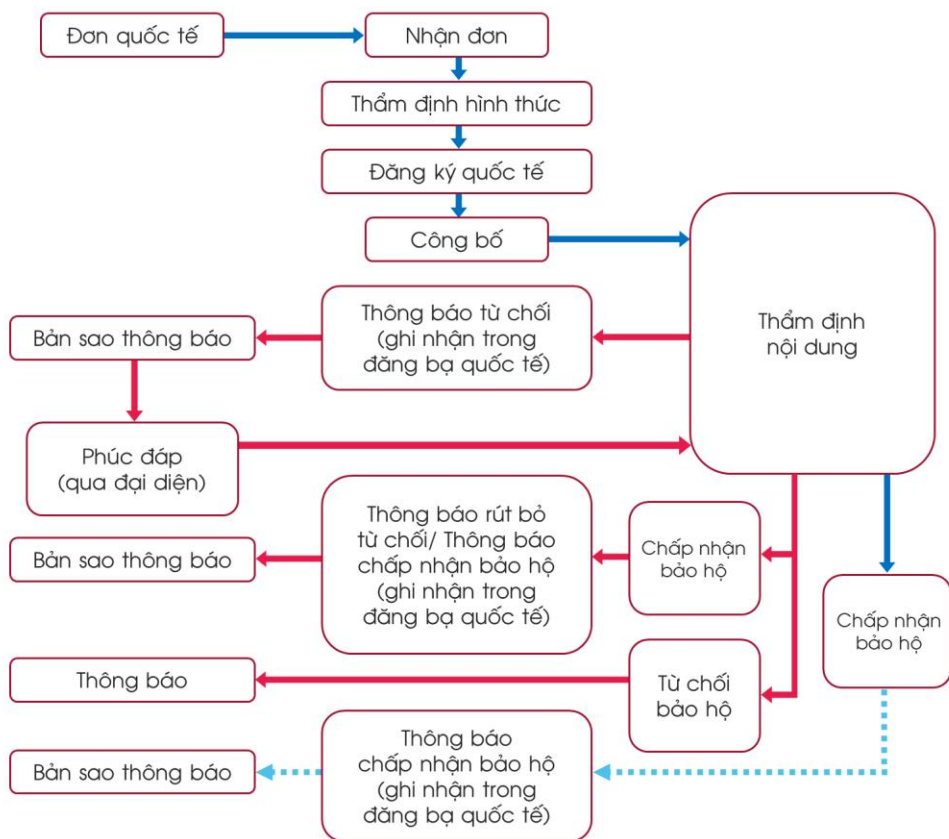 Đơn quốc tế
Nhận đơn
Thẩm định hình thức
Đăng ký quốc tế
Công bố
Thẩm định
nội dung
Thông báo từ chối
(ghi nhận trong
đăng bạ quốc tế)
Bản sao thông báo
Phúc đáp
(qua đại diện)
Chấp nhận
bảo hộ
Thông báo rút bỏ
từ chối/ Thông báo
chấp nhận bảo hộ
(ghi nhận trong
đăng bạ quốc tế)
Bản sao thông báo
Chấp nhận
bảo hộ
Từ chối
bảo hộ
Thông báo
Thông báo
chấp nhận bảo hộ
(ghi nhận trong
đăng bạ quốc tế)
Bản sao thông báo